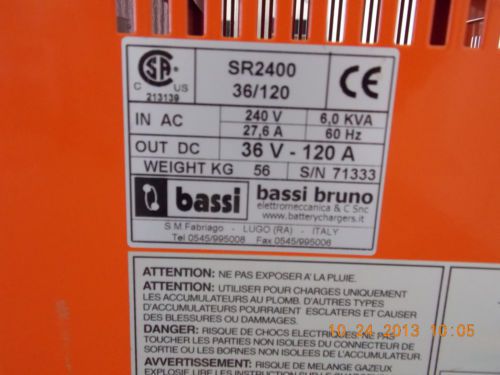 SR2400
36/120
CSA
C US
213139
CE
IN AC 240 V 6,0 KVA
27,6 A 60 Hz
OUT DC 36 V - 120 A
WEIGHT KG 56 S/N 71333
bassi
bassi bruno
elettromeccanica & C Snc
www.batterychargers.it
S.M.Fabriago - LUGO (RA) - ITALY
Tel 0545/995008 Fax 0545/995006
ATTENTION: NE PAS EXPOSER A LA PLUIE.
ATTENTION: UTILISER POUR CHARGES UNIQUEMENT
LES ACCUMULATEURS AU PLOMB. D'AUTRES TYPES
D'ACCUMULATEURS POURRAIENT ESCLATERS ET CAUSER
DES BLESSURES OU DAMMAGES.
DANGER: RISQUE DE CHOCS ELECTRIQUES. NE PAS
TOUCHER LES PARTIES NON ISOLEES DU CONNECTEUR DE
SORTIE OU LES BORNES NON ISOLEES DE L'ACCUMULATEUR.
AVERTISSEMENT: RISQUE DE MELANGE GAZEUX
10-24-2013 10:05